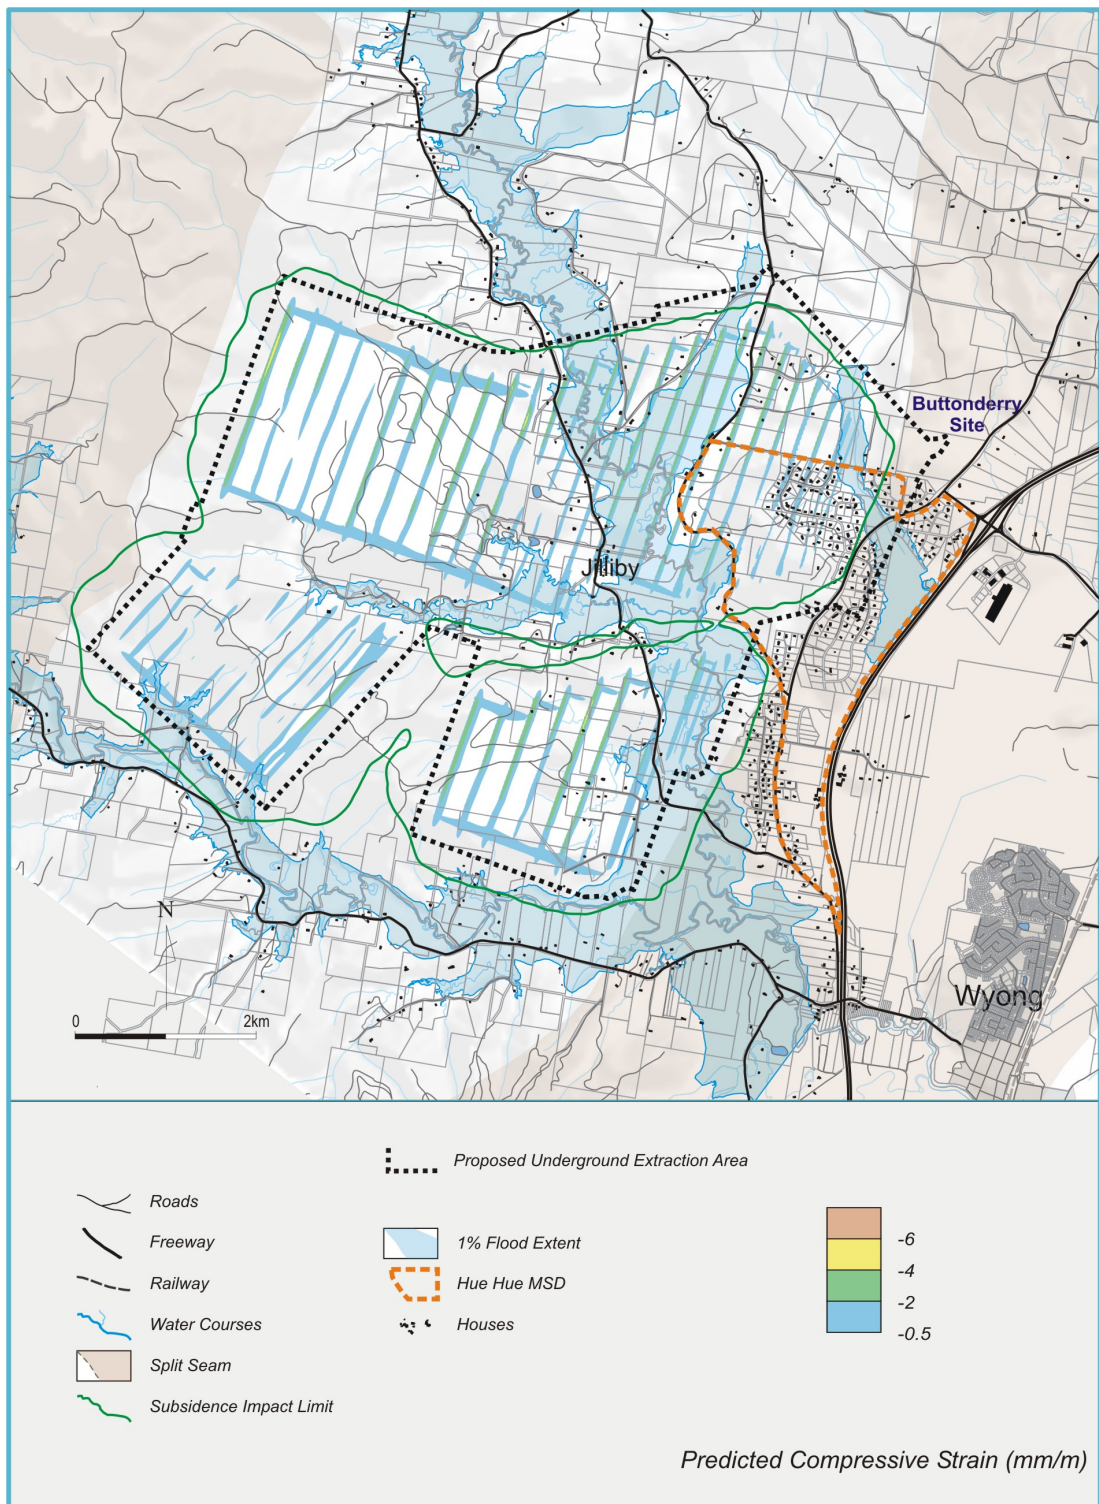 Buttonderry
Site
Jilliby
N
Wyong
0 2km
Proposed Underground Extraction Area
Roads
Freeway
1% Flood Extent
-6
Railway
Hue Hue MSD
-4
-2
Water Courses
Houses
-0.5
Split Seam
Subsidence Impact Limit
Predicted Compressive Strain (mm/m)